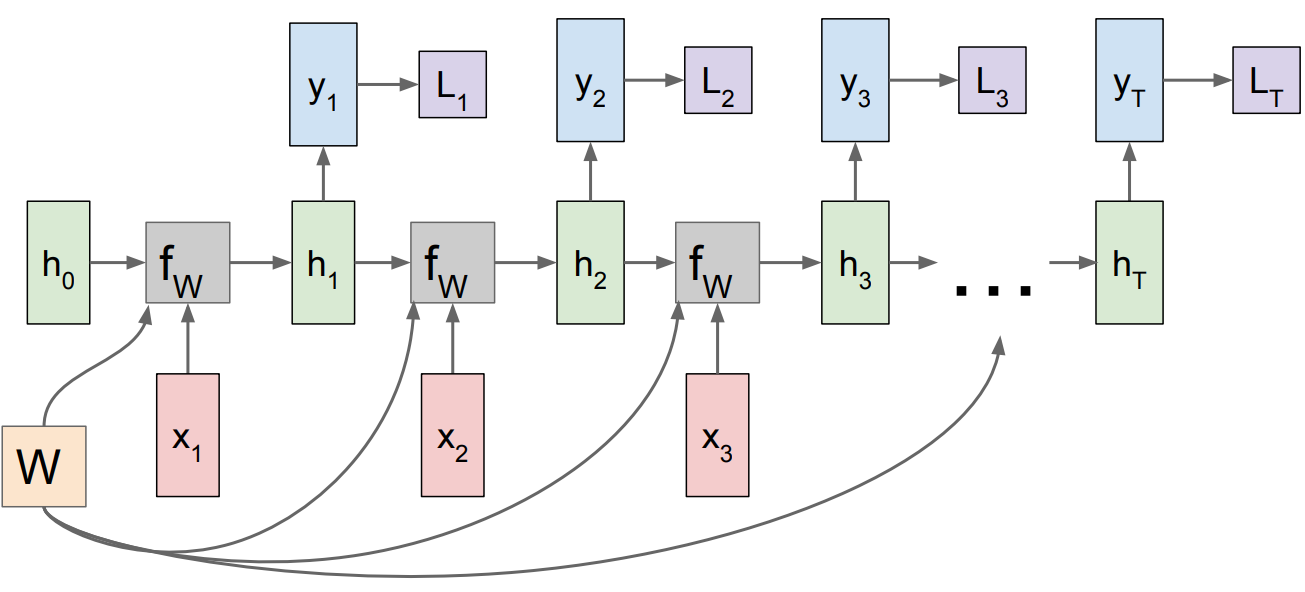 y1 L1 y2 L2 y3 L3 yT LT
h0 fW h1 fW h2 fW h3 ... hT
W x1 x2 x3